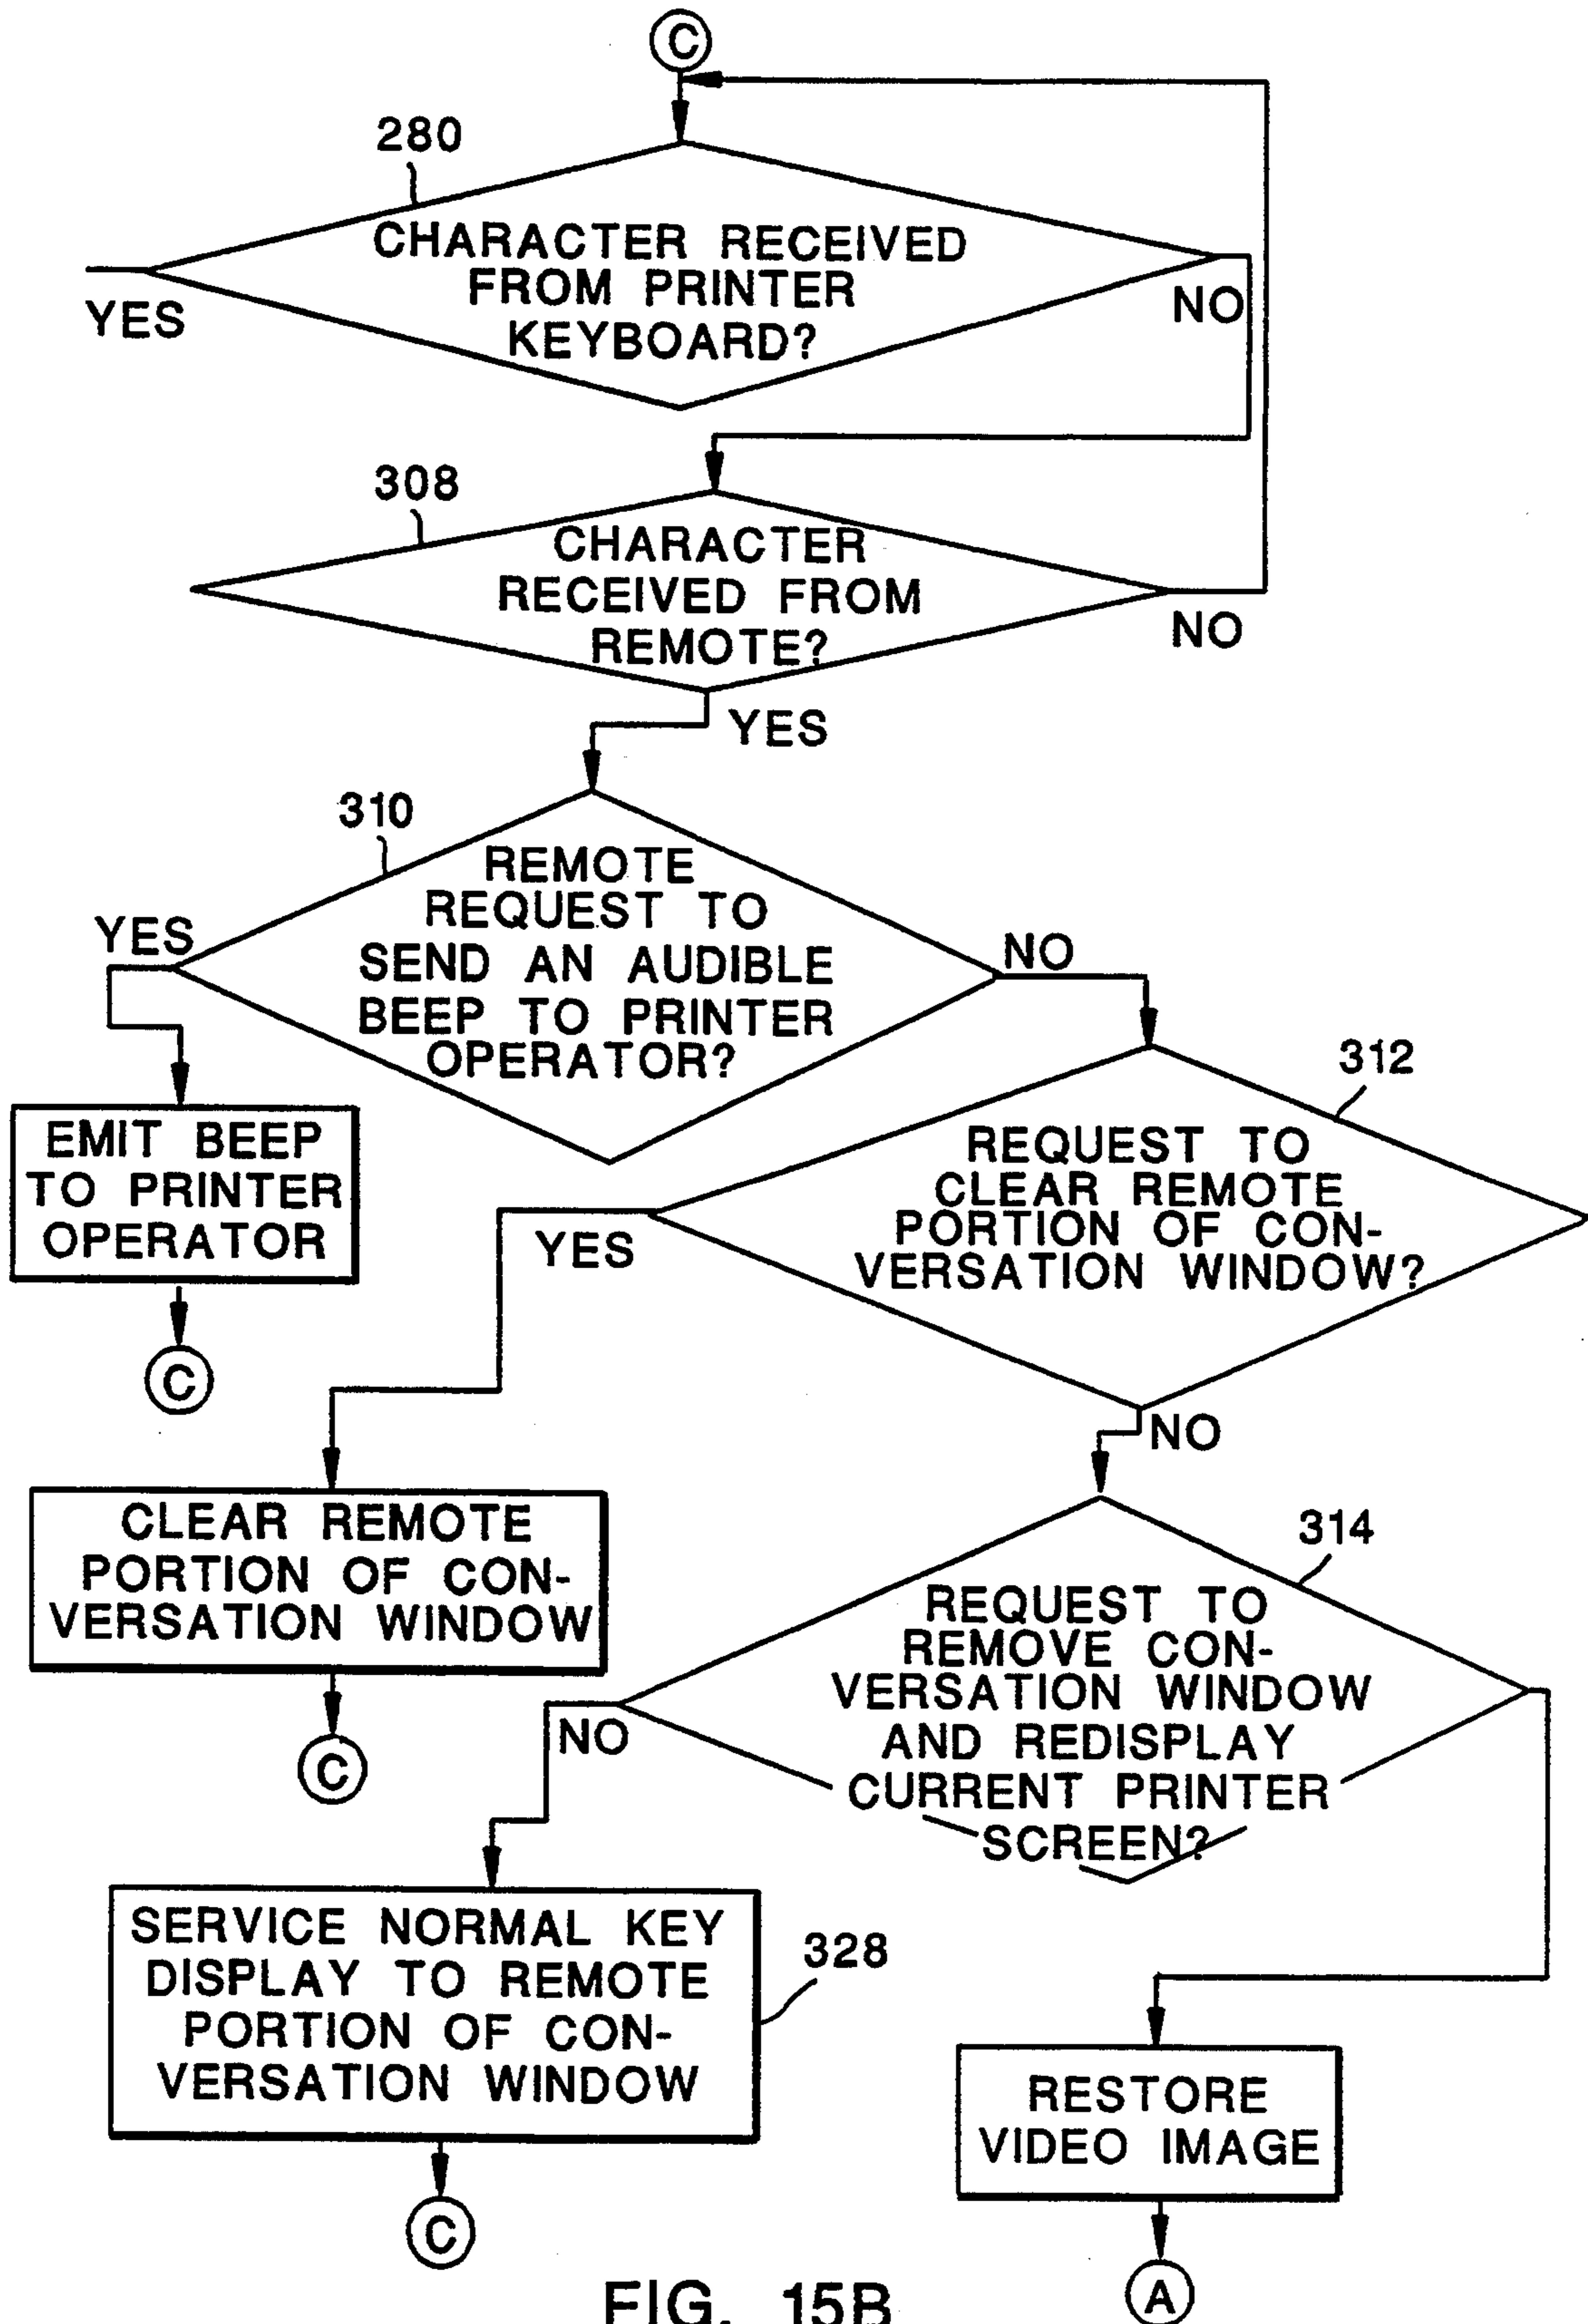 C
280
CHARACTER RECEIVED
FROM PRINTER
KEYBOARD?
YES
NO
308
CHARACTER
RECEIVED FROM
REMOTE?
NO
YES
310
REMOTE
REQUEST TO
SEND AN AUDIBLE
BEEP TO PRINTER
OPERATOR?
YES
NO
312
EMIT BEEP
TO PRINTER
OPERATOR
REQUEST TO
CLEAR REMOTE
PORTION OF CON-
VERSATION WINDOW?
YES
C
NO
CLEAR REMOTE
PORTION OF CON-
VERSATION WINDOW
314
REQUEST TO
REMOVE CON-
VERSATION WINDOW
AND REDISPLAY
CURRENT PRINTER
SCREEN?
NO
C
SERVICE NORMAL KEY
DISPLAY TO REMOTE
PORTION OF CON-
VERSATION WINDOW
328
RESTORE
VIDEO IMAGE
C
A
FIG. 15B